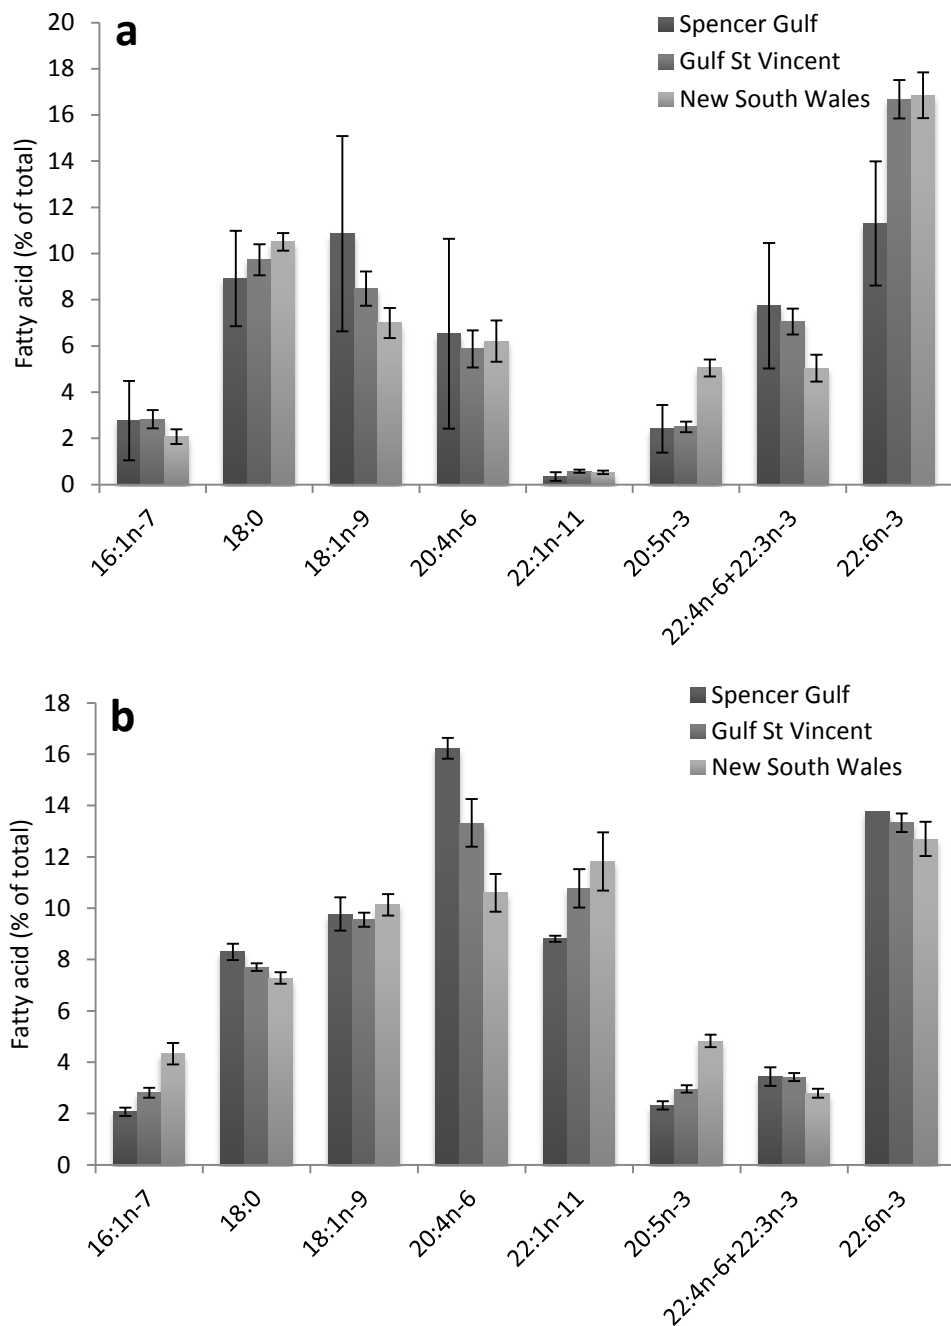 a
Spencer Gulf
Gulf St Vincent
New South Wales
Fatty acid (% of total)
20
18
16
14
12
10
8
6
4
2
0
16:1n-7
18:0
18:1n-9
20:4n-6
22:1n-11
20:5n-3
22:4n-6+22:3n-3
22:6n-3
b
Spencer Gulf
Gulf St Vincent
New South Wales
Fatty acid (% of total)
18
16
14
12
10
8
6
4
2
0
16:1n-7
18:0
18:1n-9
20:4n-6
22:1n-11
20:5n-3
22:4n-6+22:3n-3
22:6n-3